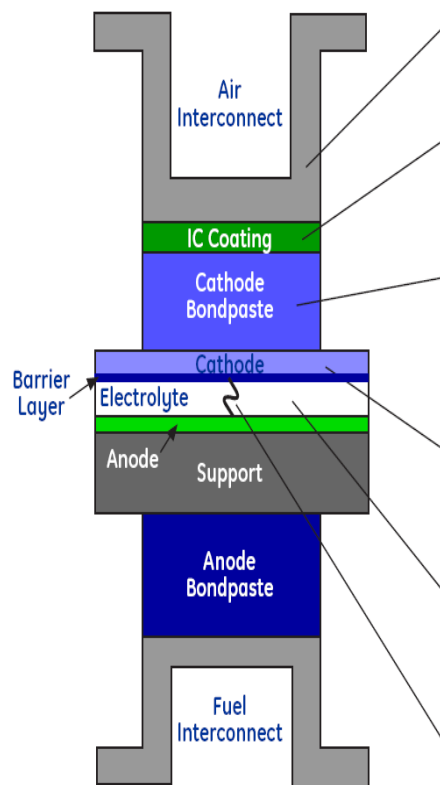 Air
Interconnect
IC Coating
Cathode
Bondpaste
Cathode
Barrier
Layer
Electrolyte
Anode
Support
Anode
Bondpaste
Fuel
Interconnect